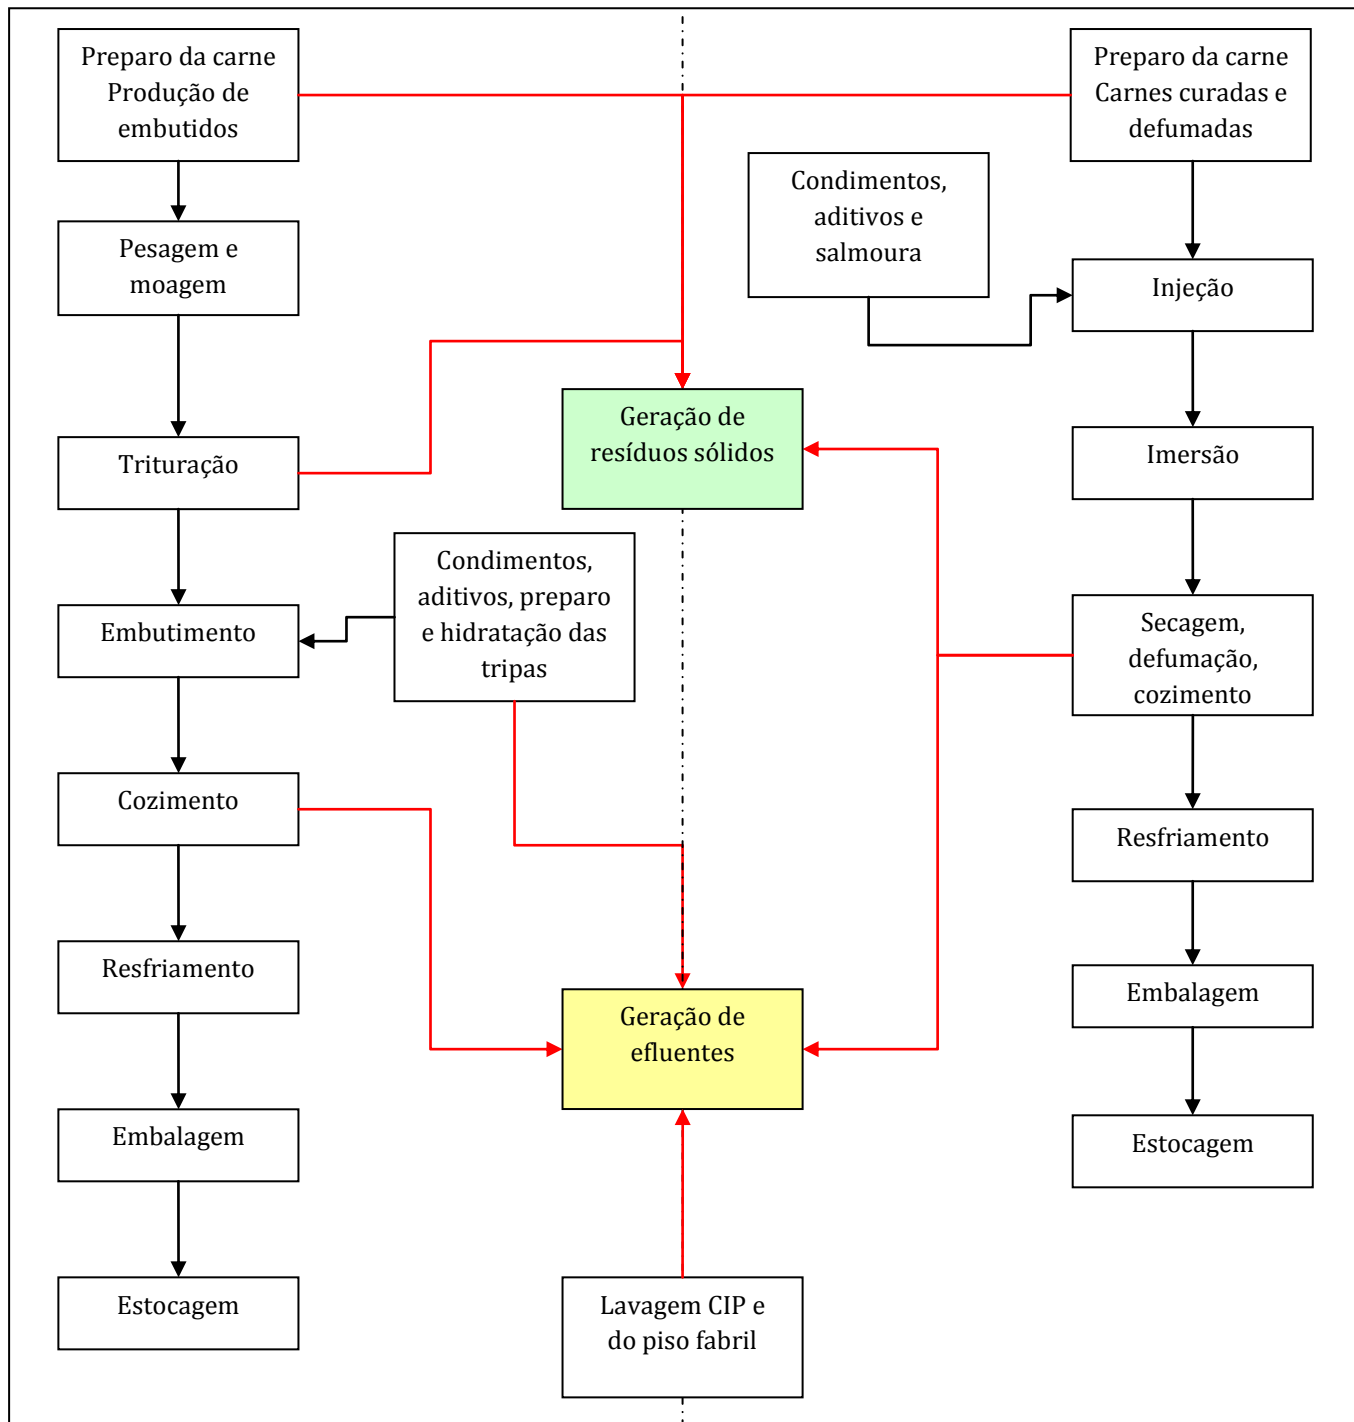 Preparo da carne
Produção de
embutidos
Preparo da carne
Carnes curadas e
defumadas
Condimentos,
aditivos e
salmoura
Pesagem e
moagem
Injeção
Geração de
resíduos sólidos
Trituração
Imersão
Condimentos,
aditivos, preparo
e hidratação das
tripas
Embutimento
Secagem,
defumação,
cozimento
Cozimento
Resfriamento
Resfriamento
Embalagem
Geração de
efluentes
Embalagem
Estocagem
Estocagem
Lavagem CIP e
do piso fabril